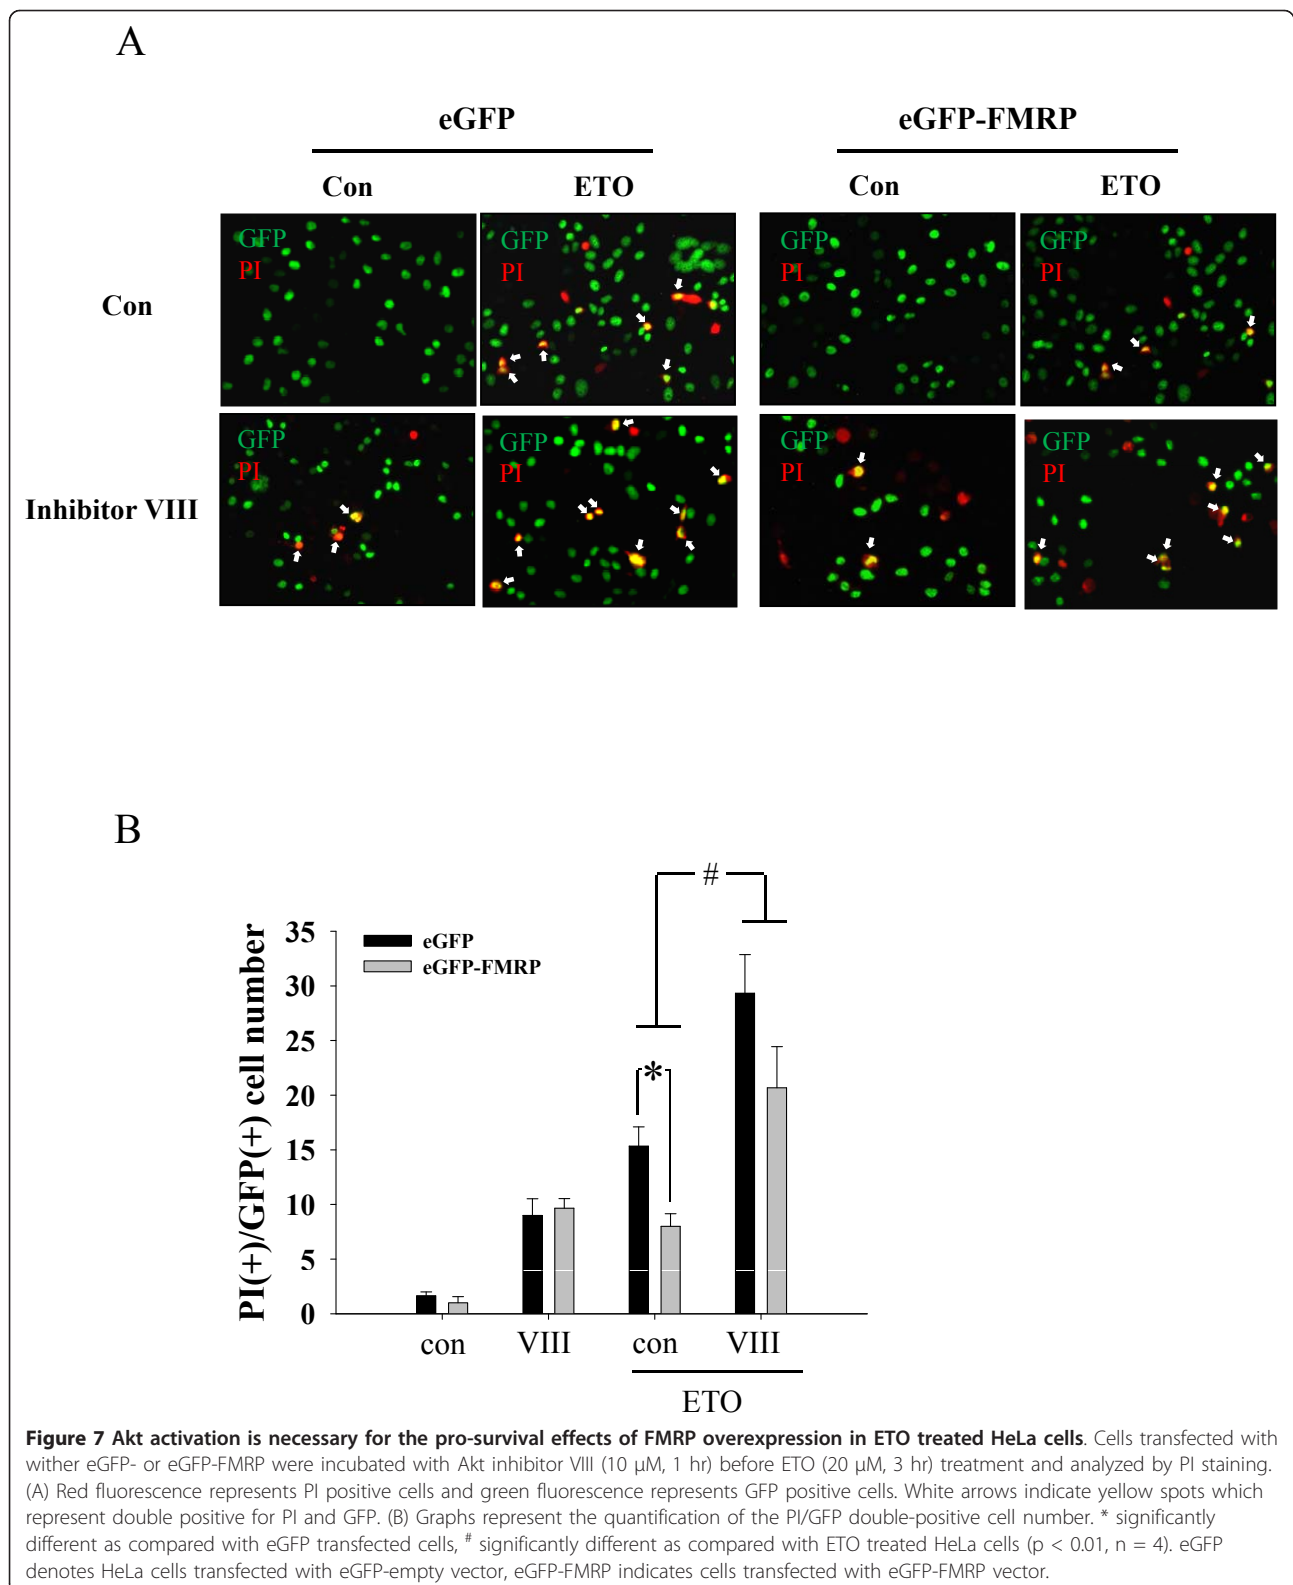 A
eGFP
eGFP-FMRP
Con
ETO
Con
ETO
Con
GFP
PI
GFP
PI
GFP
PI
GFP
PI
Inhibitor VIII
GFP
PI
GFP
PI
GFP
PI
GFP
PI
B
#
*
eGFP
eGFP-FMRP
PI(+)/GFP(+) cell number
35
30
25
20
15
10
5
0
con
VIII
con
VIII
ETO
Figure 7 Akt activation is necessary for the pro-survival effects of FMRP overexpression in ETO treated HeLa cells. Cells transfected with
wither eGFP- or eGFP-FMRP were incubated with Akt inhibitor VIII (10 μM, 1 hr) before ETO (20 μM, 3 hr) treatment and analyzed by PI staining.
(A) Red fluorescence represents PI positive cells and green fluorescence represents GFP positive cells. White arrows indicate yellow spots which
represent double positive for PI and GFP. (B) Graphs represent the quantification of the PI/GFP double-positive cell number. * significantly
different as compared with eGFP transfected cells, # significantly different as compared with ETO treated HeLa cells (p < 0.01, n = 4). eGFP
denotes HeLa cells transfected with eGFP-empty vector, eGFP-FMRP indicates cells transfected with eGFP-FMRP vector.